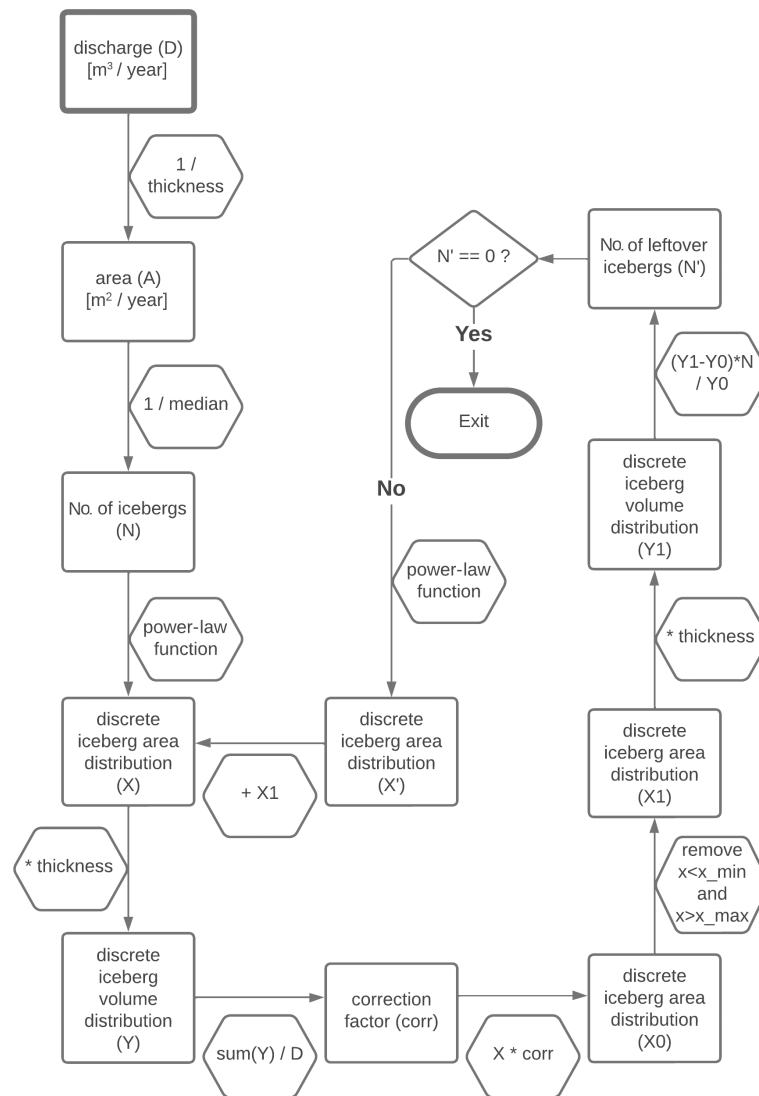 discharge (D)
[m³ / year]
1 /
thickness
area (A)
[m² / year]
1 / median
No. of icebergs
(N)
power-law
function
discrete
iceberg area
distribution
(X)
* thickness
discrete
iceberg
volume
distribution
(Y)
sum(Y) / D
correction
factor (corr)
X * corr
discrete
iceberg area
distribution
(X0)
remove
x<x_min
and
x>x_max
discrete
iceberg area
distribution
(X1)
* thickness
discrete
iceberg
volume
distribution
(Y1)
(Y1-Y0)*N
/ Y0
No. of leftover
icebergs (N')
N' == 0 ?
Yes
Exit
No
power-law
function
discrete
iceberg area
distribution
(X')
+ X1